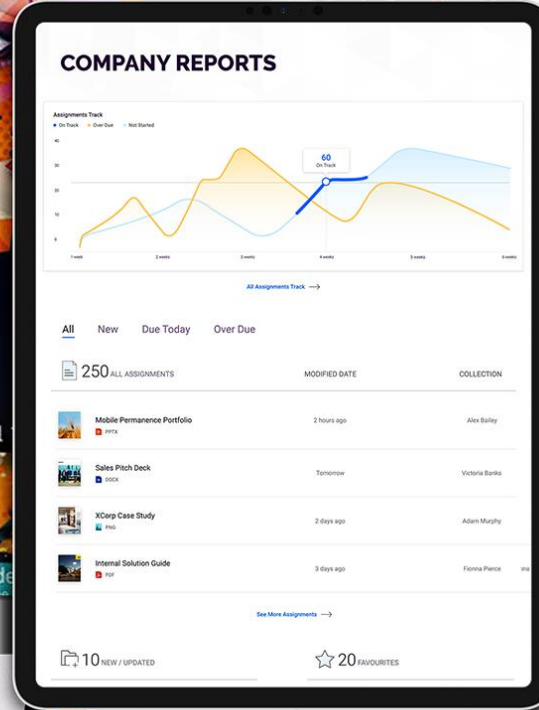 COMPANY REPORTS
Assignments Track
On Track Over Due Not Started
40
30
20
10
0
60
On Track
1 week 2 weeks 3 weeks 4 weeks 5 weeks 6 weeks
All Assignments Track
All New Due Today Over Due
250 ALL ASSIGNMENTS MODIFIED DATE COLLECTION
Mobile Permanence Portfolio 2 hours ago Alex Bailey
PPTX
Sales Pitch Deck Tomorrow Victoria Banks
DOCX
XCorp Case Study 2 days ago Adam Murphy
PNG
Internal Solution Guide 3 days ago Fionna Pierce
PDF
See More Assignments
10 NEW / UPDATED 20 FAVOURITES